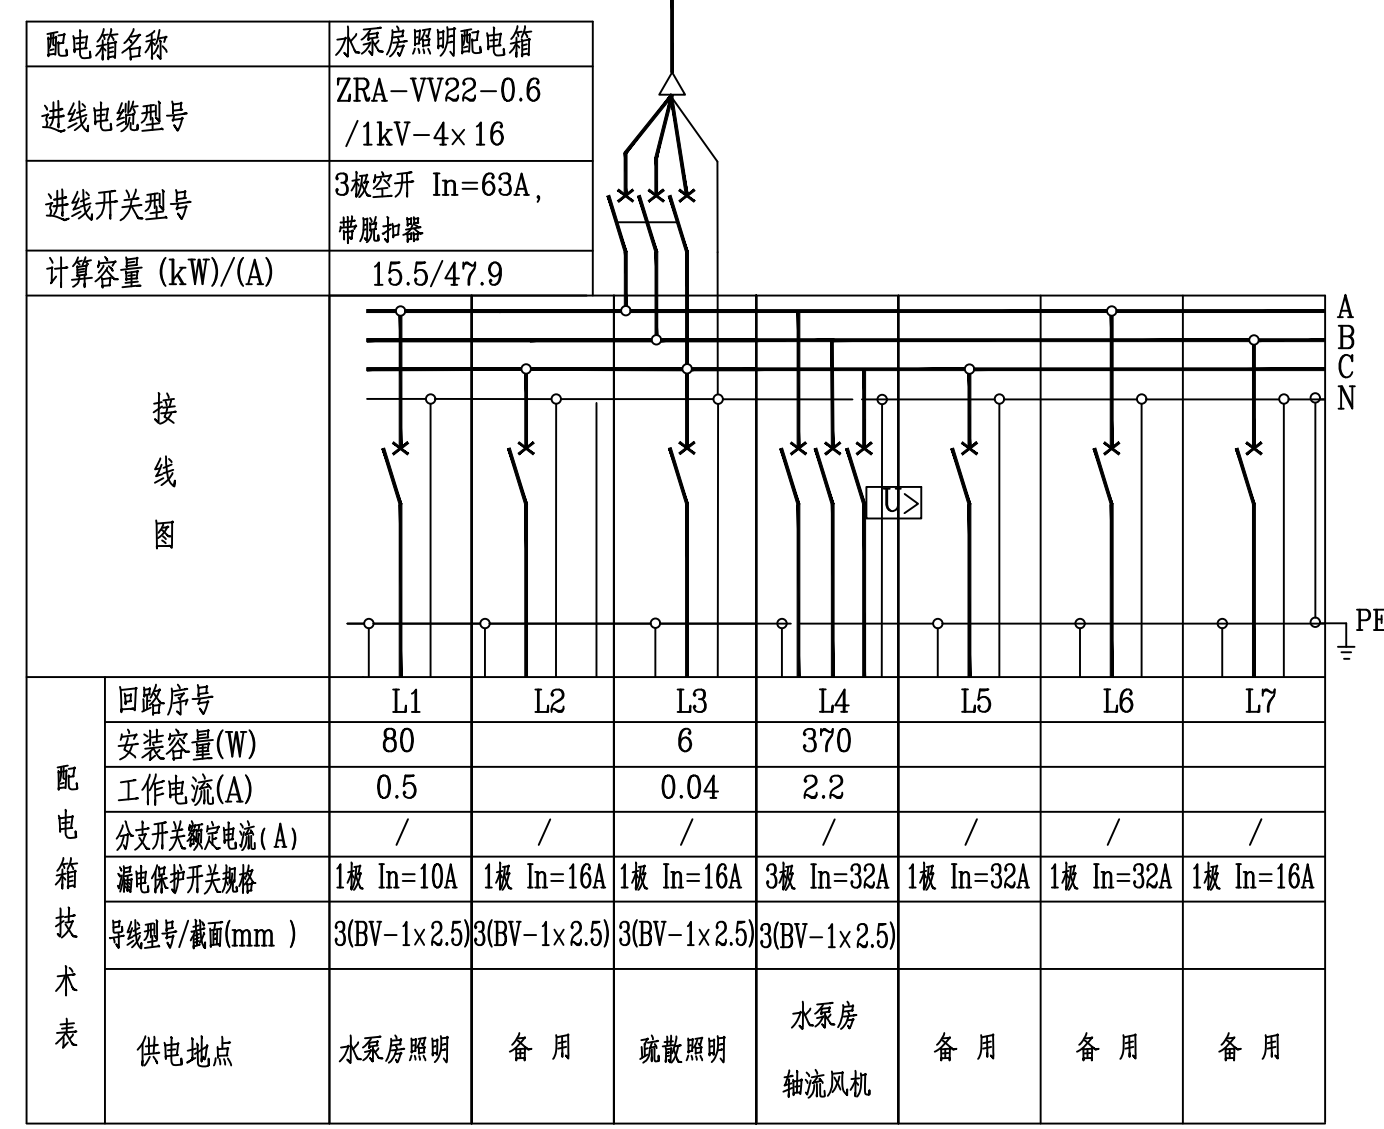 配电箱名称 水泵房照明配电箱
进线电缆型号 ZRA-VV22-0.6
/1kV-4×16
进线开关型号 3极空开 In=63A,
带脱扣器
计算容量 (kW)/(A) 15.5/47.9
接线图
A
B
C
N
U>
PE
配电箱技术表
回路序号 L1 L2 L3 L4 L5 L6 L7
安装容量(W) 80 6 370
工作电流(A) 0.5 0.04 2.2
分支开关额定电流(A) / / / / / / /
漏电保护开关规格 1极 In=10A 1极 In=16A 1极 In=16A 3极 In=32A 1极 In=32A 1极 In=32A 1极 In=16A
导线型号/截面(mm ) 3(BV-1×2.5) 3(BV-1×2.5) 3(BV-1×2.5) 3(BV-1×2.5)
供电地点 水泵房照明 备 用 疏散照明 水泵房 备 用 备 用 备 用
轴流风机